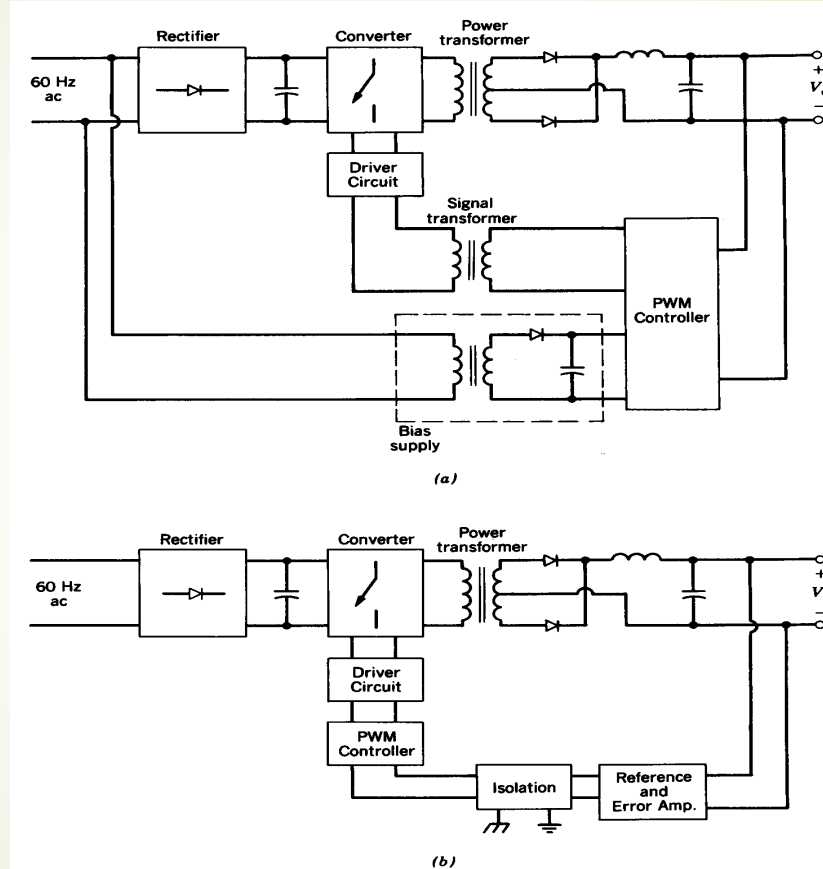 Rectifier
Converter
Power
transformer
60 Hz
ac
+
V
−
Driver
Circuit
Signal
transformer
PWM
Controller
Bias
supply
(a)
Rectifier
Converter
Power
transformer
60 Hz
ac
+
V
−
Driver
Circuit
PWM
Controller
Isolation
Reference
and
Error Amp.
(b)